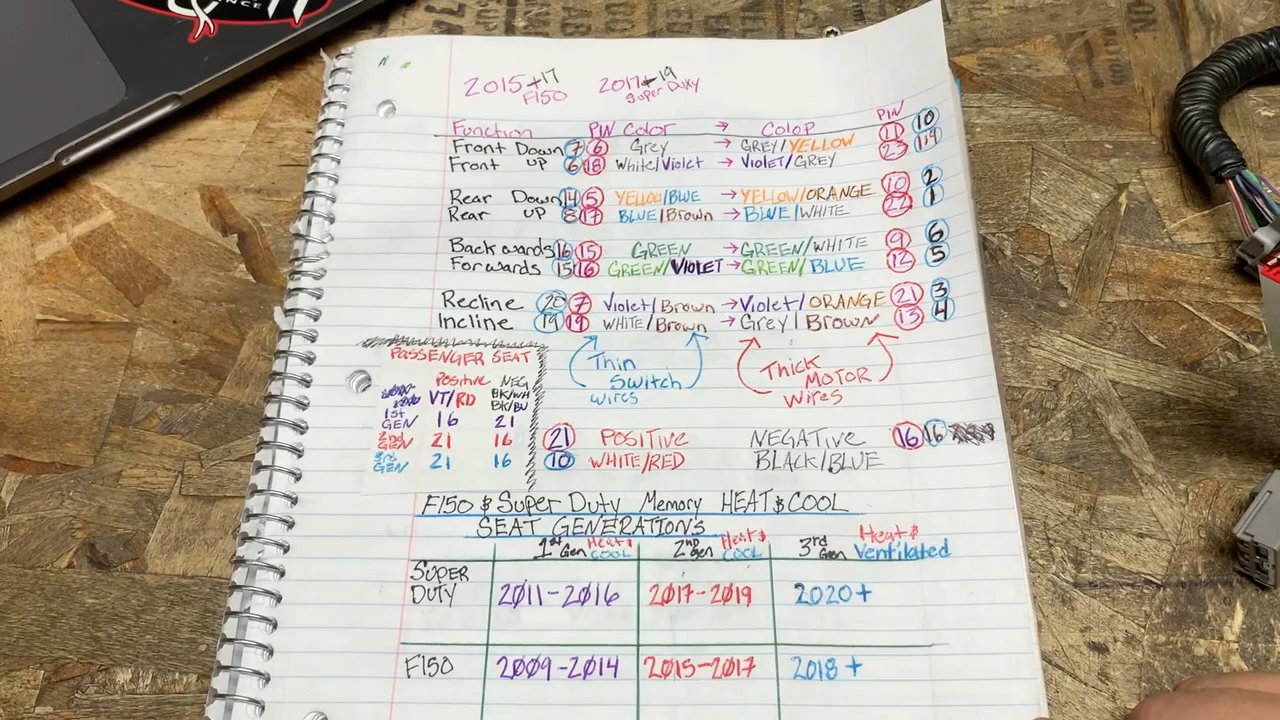 2015+17 2017+19
F150 Super Duty
Function PIN Color → Color PIN 10
Front Down 7 6 Grey → GREY/YELLOW 11
Front UP 6 18 White/Violet → Violet/GREY 23
Rear Down 14 5 YELLOW/BLUE → YELLOW/ORANGE 10 2
Rear UP 8 17 BLUE/Brown → BLUE/WHITE 22 1
Backwards 16 15 GREEN → GREEN/WHITE 9 6
Forwards 15 16 GREEN/VIOLET → GREEN/BLUE 12 5
Recline 20 7 Violet/Brown → Violet/ORANGE 21 3
Incline 19 19 WHITE/Brown → Grey/Brown 13 4
Thin
Switch
wires
Thick
MOTOR
Wires
PASSENGER SEAT
Positive NEG
VT/RD BK/WH
BK/BU
1st GEN 16 21
2nd GEN 21 16
3rd GEN 21 16
21 POSITIVE NEGATIVE 16 16
10 WHITE/RED BLACK/BLUE
F150 & Super Duty Memory HEAT & COOL
SEAT GENERATIONS
1st Gen Heat & COOL 2nd Gen Heat & COOL 3rd Gen Heat & Ventilated
SUPER DUTY 2011-2016 2017-2019 2020+
F150 2009-2014 2015-2017 2018+